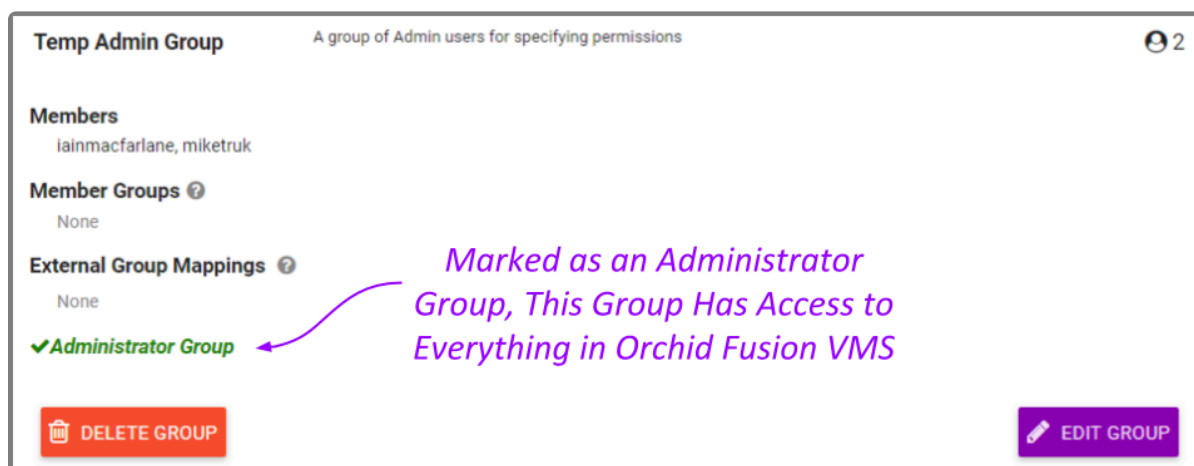 Temp Admin Group A group of Admin users for specifying permissions 2
Members
iainmacfarlane, miketruk
Member Groups
None
External Group Mappings
None
Administrator Group
Marked as an Administrator
Group, This Group Has Access to
Everything in Orchid Fusion VMS
DELETE GROUP EDIT GROUP